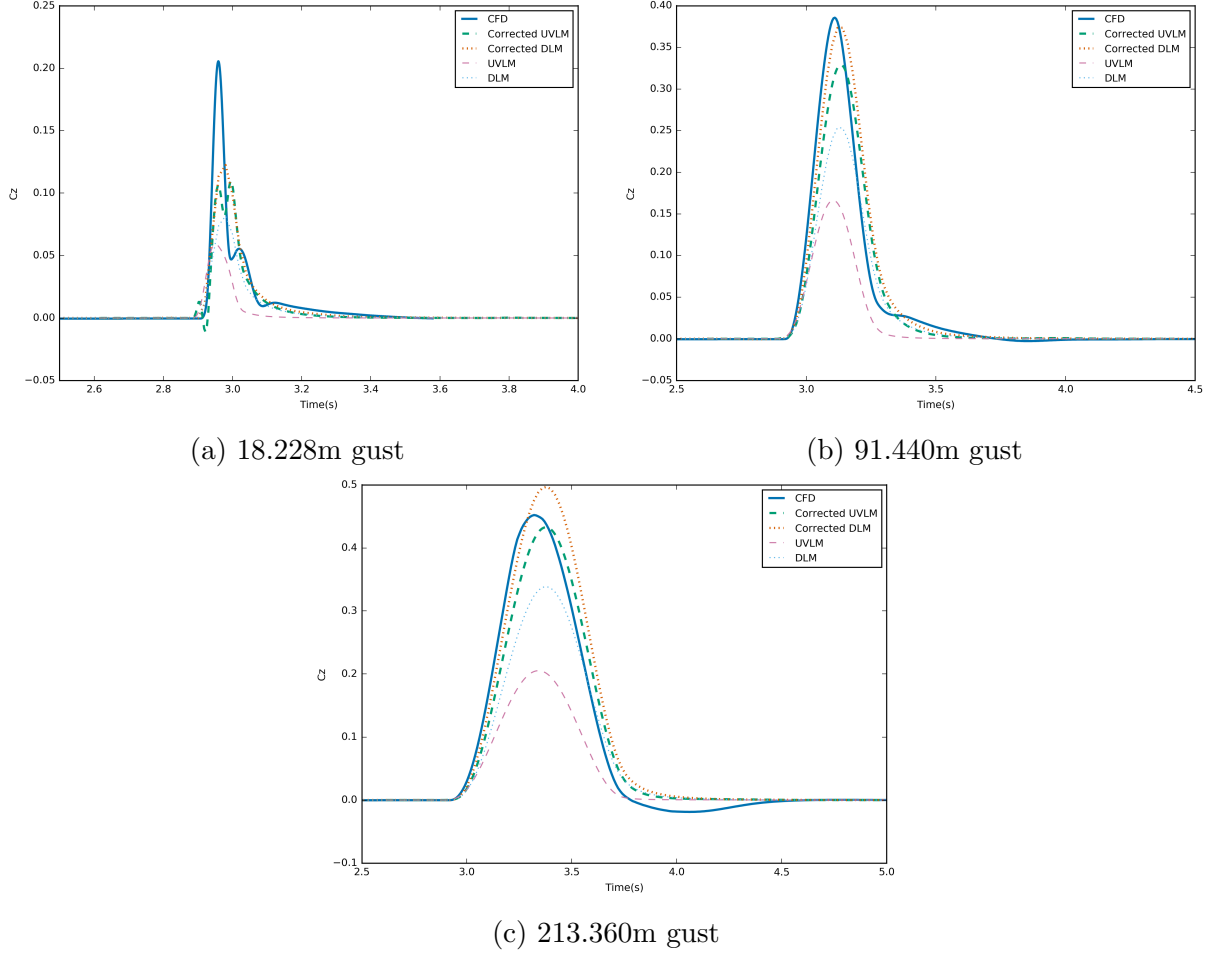 0.25
0.20
0.15
0.10
0.05
0.00
−0.05
Cz
2.6
2.8
3.0
3.2
3.4
3.6
3.8
4.0
Time(s)
CFD
Corrected UVLM
Corrected DLM
UVLM
DLM
(a) 18.228m gust
0.40
0.35
0.30
0.25
0.20
0.15
0.10
0.05
0.00
−0.05
Cz
2.5
3.0
3.5
4.0
4.5
Time(s)
CFD
Corrected UVLM
Corrected DLM
UVLM
DLM
(b) 91.440m gust
0.5
0.4
0.3
0.2
0.1
0.0
−0.1
Cz
2.5
3.0
3.5
4.0
4.5
5.0
Time(s)
CFD
Corrected UVLM
Corrected DLM
UVLM
DLM
(c) 213.360m gust